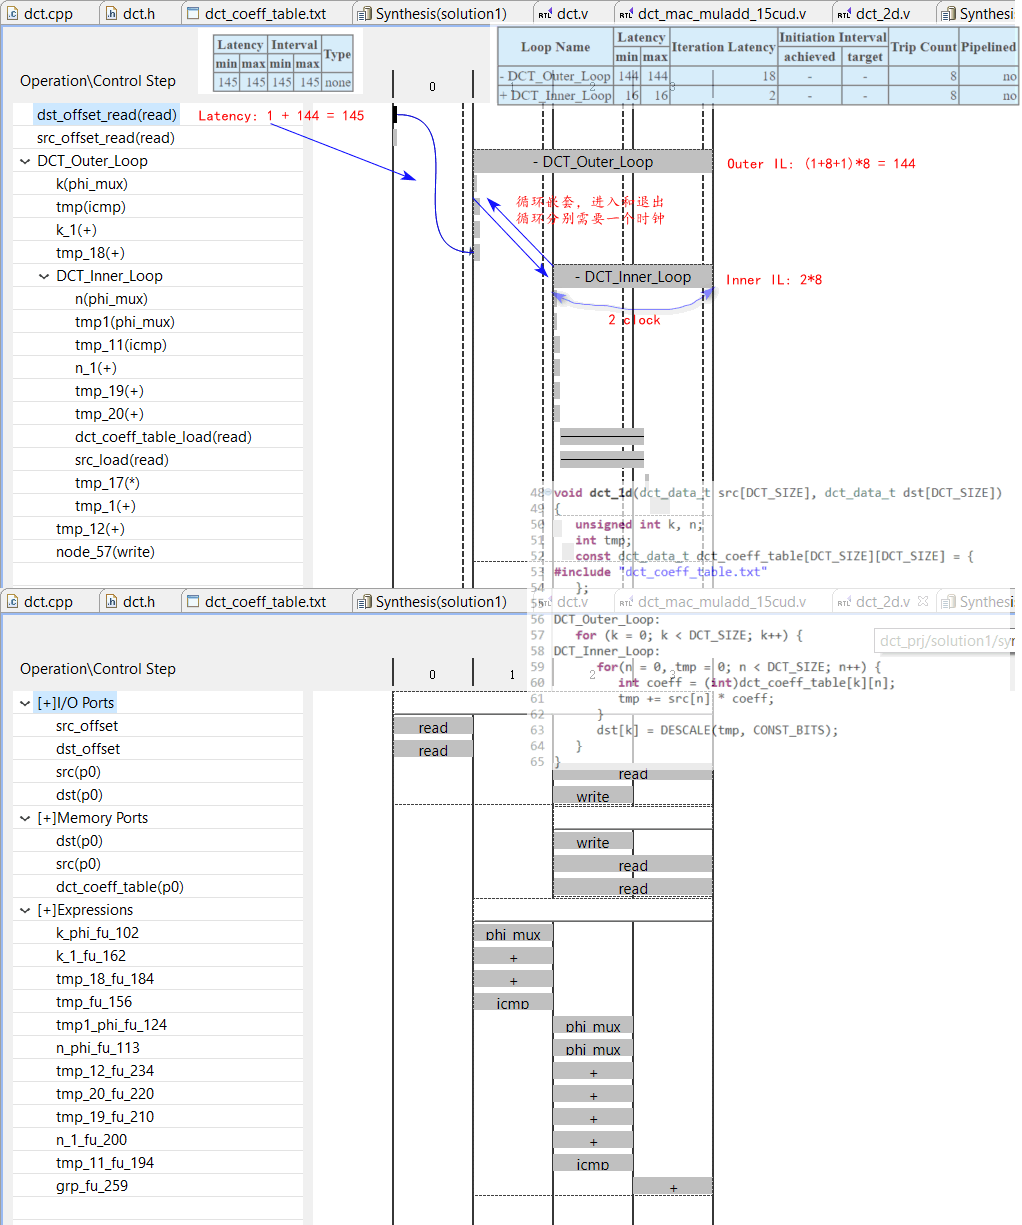 dct.cpp dct.h dct_coeff_table.txt Synthesis(solution1) dct.v dct_mac_muladd_15cud.v dct_2d.v Synthesi
Latency Interval Type
min max min max
145 145 145 145 none
Loop Name Latency Iteration Latency Initiation Interval Trip Count Pipelined
min max achieved target
- DCT_Outer_Loop 144 144 18 - - 8 no
+ DCT_Inner_Loop 16 16 2 - - 8 no
Operation\Control Step 0 1 2 3
dst_offset_read(read)
Latency: 1 + 144 = 145
src_offset_read(read)
DCT_Outer_Loop
- DCT_Outer_Loop
Outer IL: (1+8+1)*8 = 144
k(phi_mux)
tmp(icmp)
循环嵌套，进入和退出
循环分别需要一个时钟
k_1(+)
tmp_18(+)
DCT_Inner_Loop
- DCT_Inner_Loop
Inner IL: 2*8
n(phi_mux)
tmp1(phi_mux)
2 clock
tmp_11(icmp)
n_1(+)
tmp_19(+)
tmp_20(+)
dct_coeff_table_load(read)
src_load(read)
tmp_17(*)
tmp_1(+)
tmp_12(+)
node_57(write)
48 void dct_1d(dct_data_t src[DCT_SIZE], dct_data_t dst[DCT_SIZE])
49 {
50 unsigned int k, n;
51 int tmp;
52 const dct_data_t dct_coeff_table[DCT_SIZE][DCT_SIZE] = {
53 #include "dct_coeff_table.txt"
54 };
55
56 DCT_Outer_Loop:
57 for (k = 0; k < DCT_SIZE; k++) {
58 DCT_Inner_Loop:
59 for(n = 0, tmp = 0; n < DCT_SIZE; n++) {
60 int coeff = (int)dct_coeff_table[k][n];
61 tmp += src[n] * coeff;
62 }
63 dst[k] = DESCALE(tmp, CONST_BITS);
64 }
65 }
dct.cpp dct.h dct_coeff_table.txt Synthesis(solution1) dct.v dct_mac_muladd_15cud.v dct_2d.v Synthesi
dct_prj/solution1/syn
Operation\Control Step 0 1 2 3
[+]I/O Ports
src_offset read
dst_offset read
src(p0) read
dst(p0) write
[+]Memory Ports
dst(p0) write
src(p0) read
dct_coeff_table(p0) read
[+]Expressions
k_phi_fu_102 phi_mux
k_1_fu_162 +
tmp_18_fu_184 +
tmp_fu_156 icmp
tmp1_phi_fu_124 phi_mux
n_phi_fu_113 phi_mux
tmp_12_fu_234 +
tmp_20_fu_220 +
tmp_19_fu_210 +
n_1_fu_200 +
tmp_11_fu_194 icmp
grp_fu_259 +